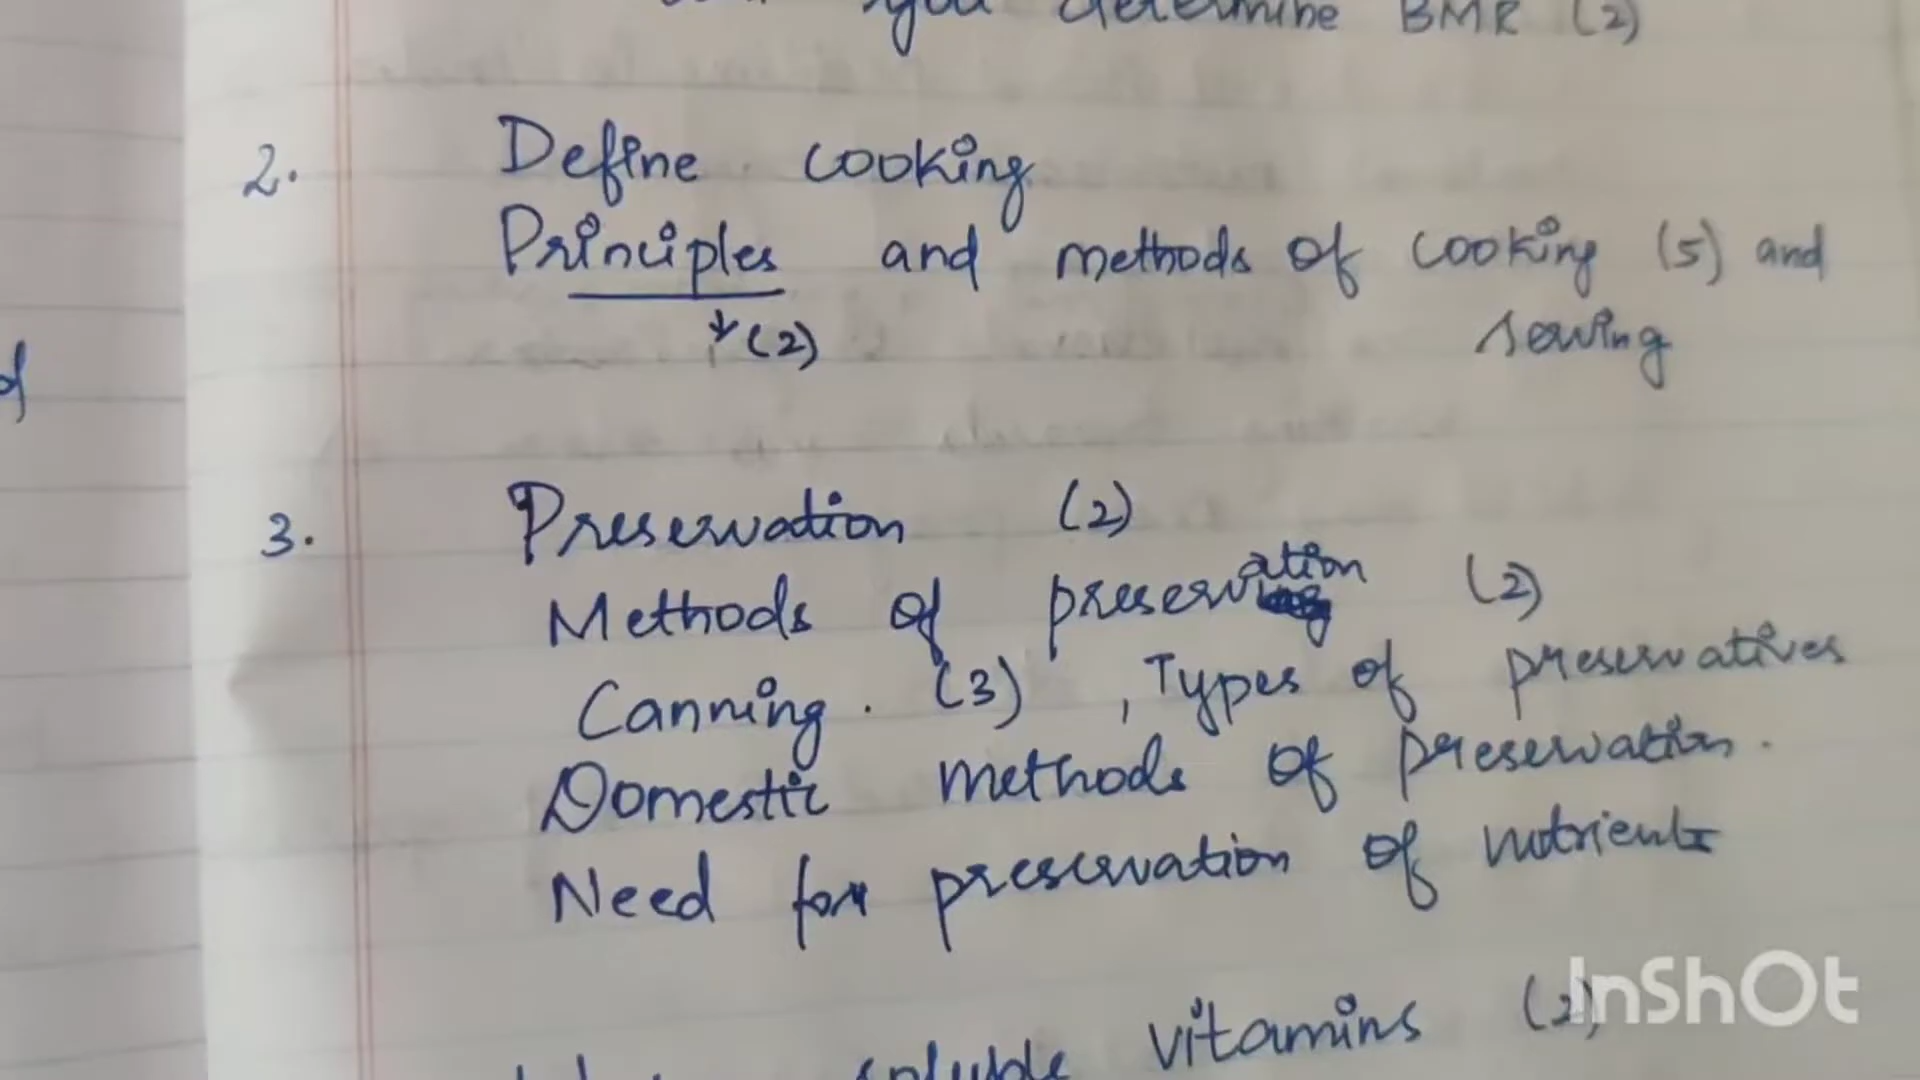 you determine BMR (2)
2. Define cooking
Principles and methods of cooking (5) and
serving
(2)
3. Preservation (2)
Methods of preservation (2)
Canning. (3), Types of preservatives
Domestic methods of preservation.
Need for preservation of nutrients
soluble vitamins (2)
InShOt